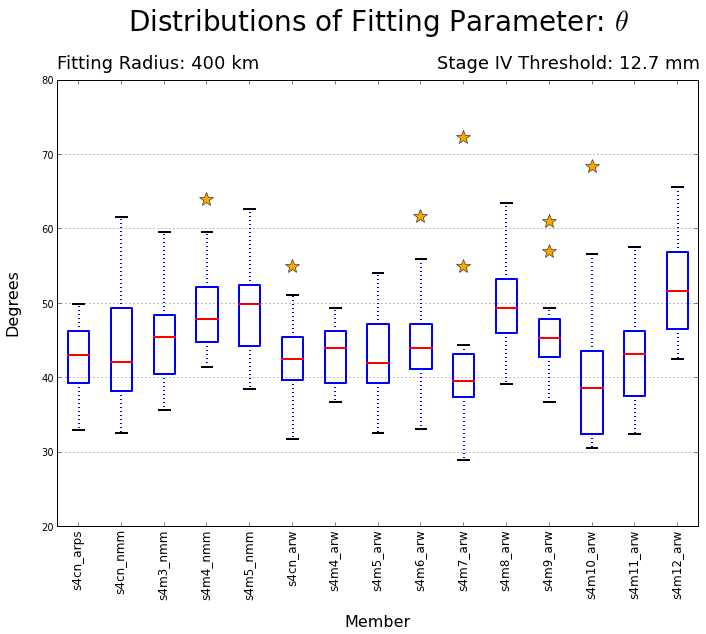 Distributions of Fitting Parameter: θ
Fitting Radius: 400 km
Stage IV Threshold: 12.7 mm
80
70
60
50
40
30
20
Degrees
s4cn_arps
s4cn_nmm
s4m3_nmm
s4m4_nmm
s4m5_nmm
s4cn_arw
s4m4_arw
s4m5_arw
s4m6_arw
s4m7_arw
s4m8_arw
s4m9_arw
s4m10_arw
s4m11_arw
s4m12_arw
Member